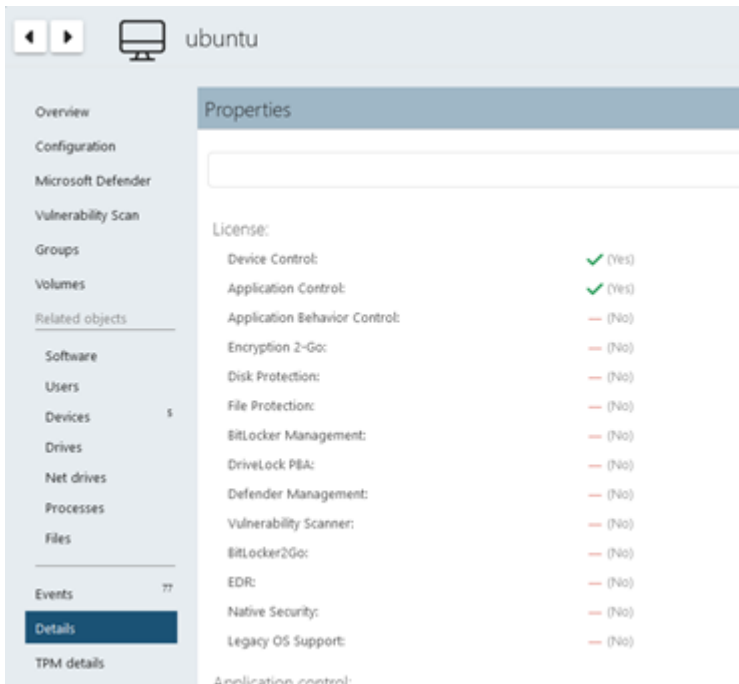 ubuntu
Overview
Configuration
Microsoft Defender
Vulnerability Scan
Groups
Volumes
Related objects
Software
Users
Devices 5
Drives
Net drives
Processes
Files
Events 77
Details
TPM details
Properties
License:
Device Control: (Yes)
Application Control: (Yes)
Application Behavior Control: (No)
Encryption 2-Go: (No)
Disk Protection: (No)
File Protection: (No)
BitLocker Management: (No)
DriveLock PBA: (No)
Defender Management: (No)
Vulnerability Scanner: (No)
BitLocker2Go: (No)
EDR: (No)
Native Security: (No)
Legacy OS Support: (No)
Application control: